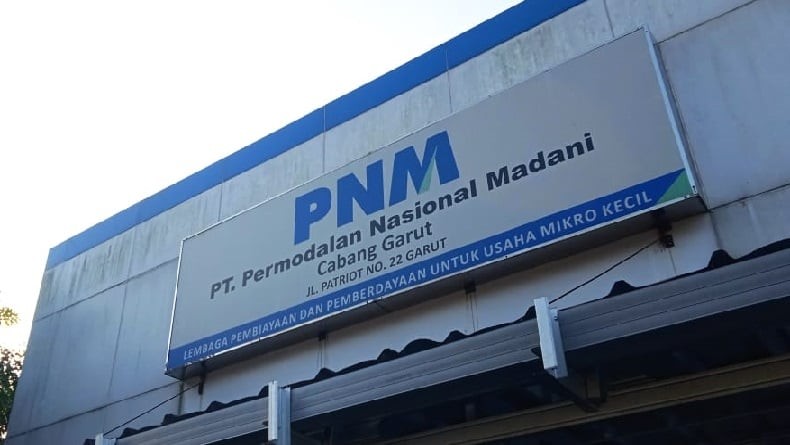 PNM
PT. Permodalan Nasional Madani
Cabang Garut
JL. PATRIOT NO. 22 GARUT
LEMBAGA PEMBIAYAAN DAN PEMBERDAYAAN UNTUK USAHA MIKRO KECIL